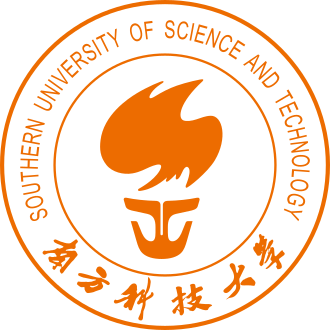 SOUTHERN UNIVERSITY OF SCIENCE AND TECHNOLOGY
南方科技大学